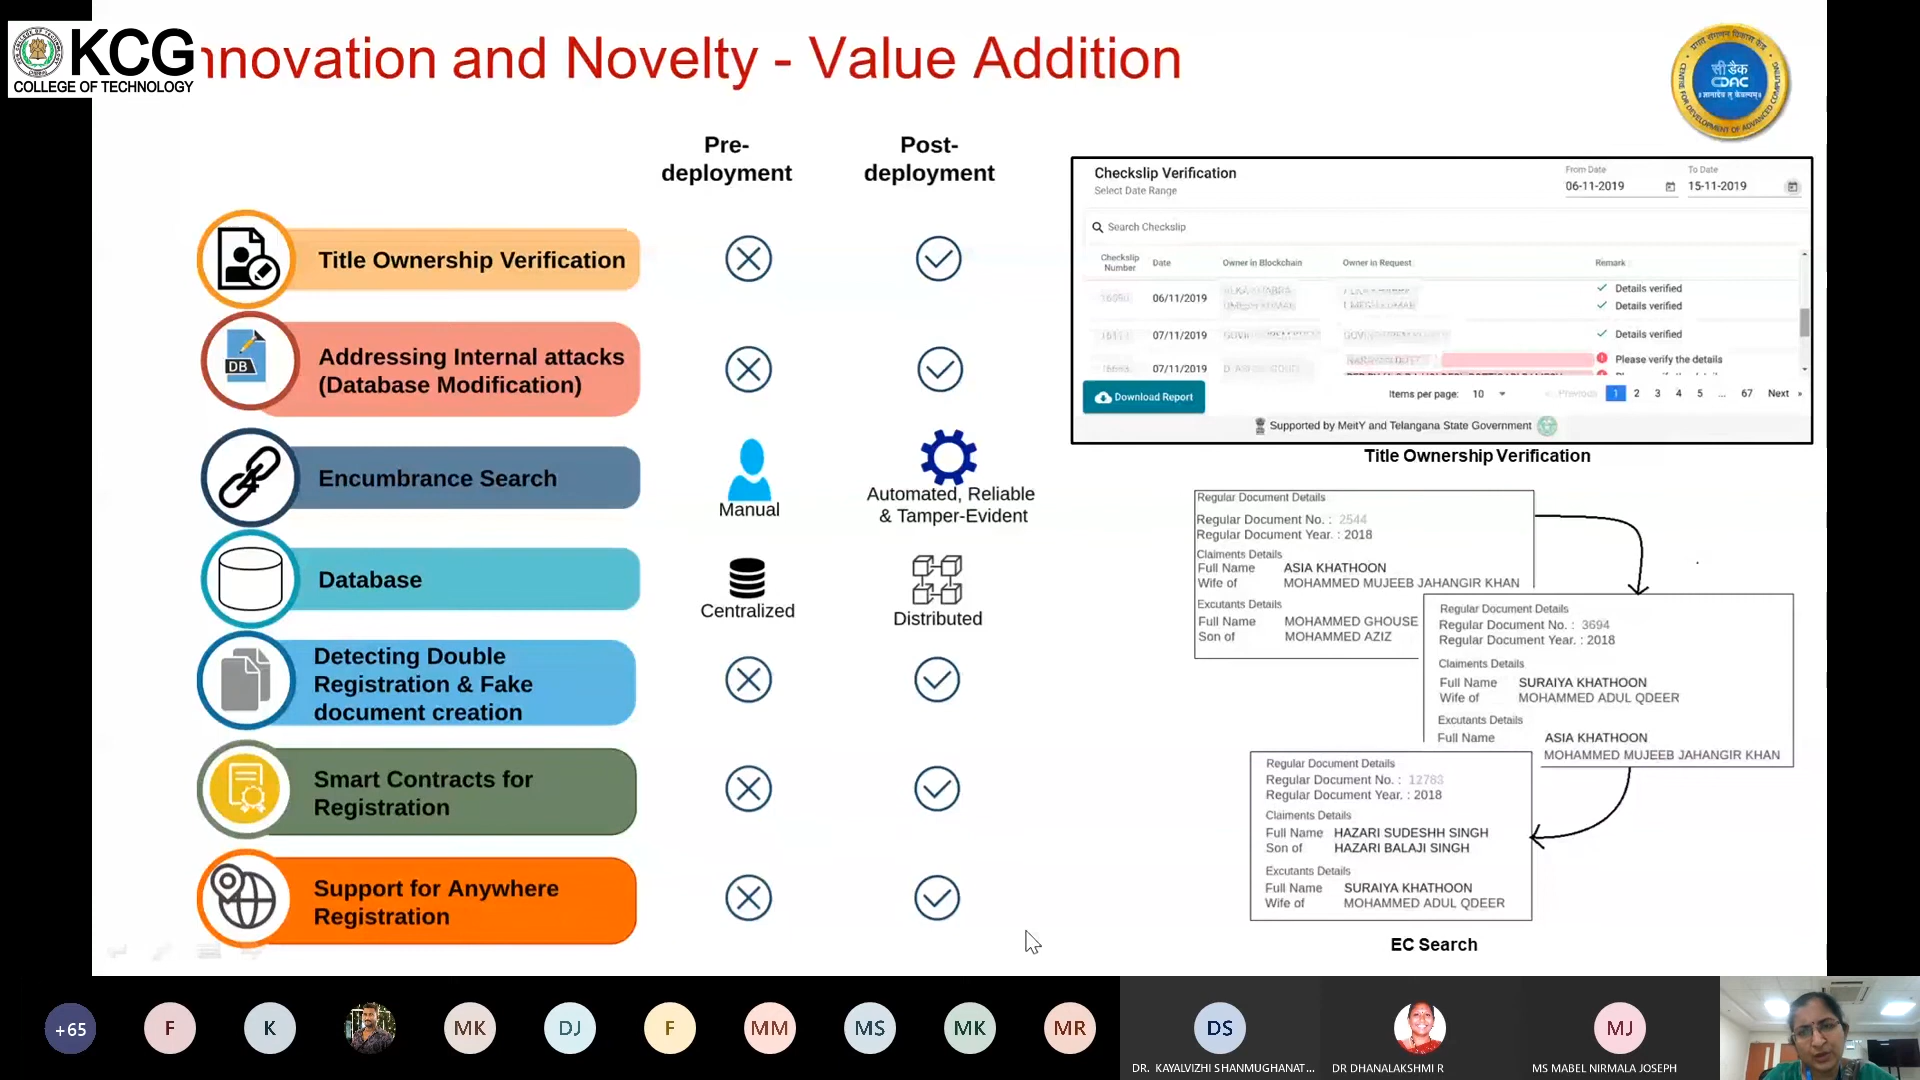 KCG
COLLEGE OF TECHNOLOGY
nnovation and Novelty - Value Addition
प्रगत संगणन विकास केंद्र
सी डैक
CDAC
CENTRE FOR DEVELOPMENT OF ADVANCED COMPUTING
Pre-
deployment
Post-
deployment
Title Ownership Verification
Addressing Internal attacks
(Database Modification)
DB
Encumbrance Search
Manual
Automated, Reliable
& Tamper-Evident
Database
Centralized
Distributed
Detecting Double
Registration & Fake
document creation
Smart Contracts for
Registration
Support for Anywhere
Registration
Checkslip Verification
Select Date Range
From Date
06-11-2019
To Date
15-11-2019
Search Checkslip
Checkslip
Number
Date
Owner in Blockchain
Owner in Request
Remark
06/11/2019
Details verified
Details verified
07/11/2019
Details verified
Please verify the details
07/11/2019
Download Report
Items per page: 10
Previous 1 2 3 4 5 ... 67 Next »
Supported by MeitY and Telangana State Government
Title Ownership Verification
Regular Document Details
Regular Document No. : 2544
Regular Document Year. : 2018
Claiments Details
Full Name ASIA KHATHOON
Wife of MOHAMMED MUJEEB JAHANGIR KHAN
Excutants Details
Full Name MOHAMMED GHOUSE
Son of MOHAMMED AZIZ
Regular Document Details
Regular Document No. : 3694
Regular Document Year. : 2018
Claiments Details
Full Name SURAIYA KHATHOON
Wife of MOHAMMED ADUL QDEER
Excutants Details
Full Name ASIA KHATHOON
MOHAMMED MUJEEB JAHANGIR KHAN
Regular Document Details
Regular Document No. : 12763
Regular Document Year. : 2018
Claiments Details
Full Name HAZARI SUDESHH SINGH
Son of HAZARI BALAJI SINGH
Excutants Details
Full Name SURAIYA KHATHOON
Wife of MOHAMMED ADUL QDEER
EC Search
+65
F
K
MK
DJ
F
MM
MS
MK
MR
DS
DR. KAYALVIZHI SHANMUGHANAT...
DR DHANALAKSHMI R
MJ
MS MABEL NIRMALA JOSEPH